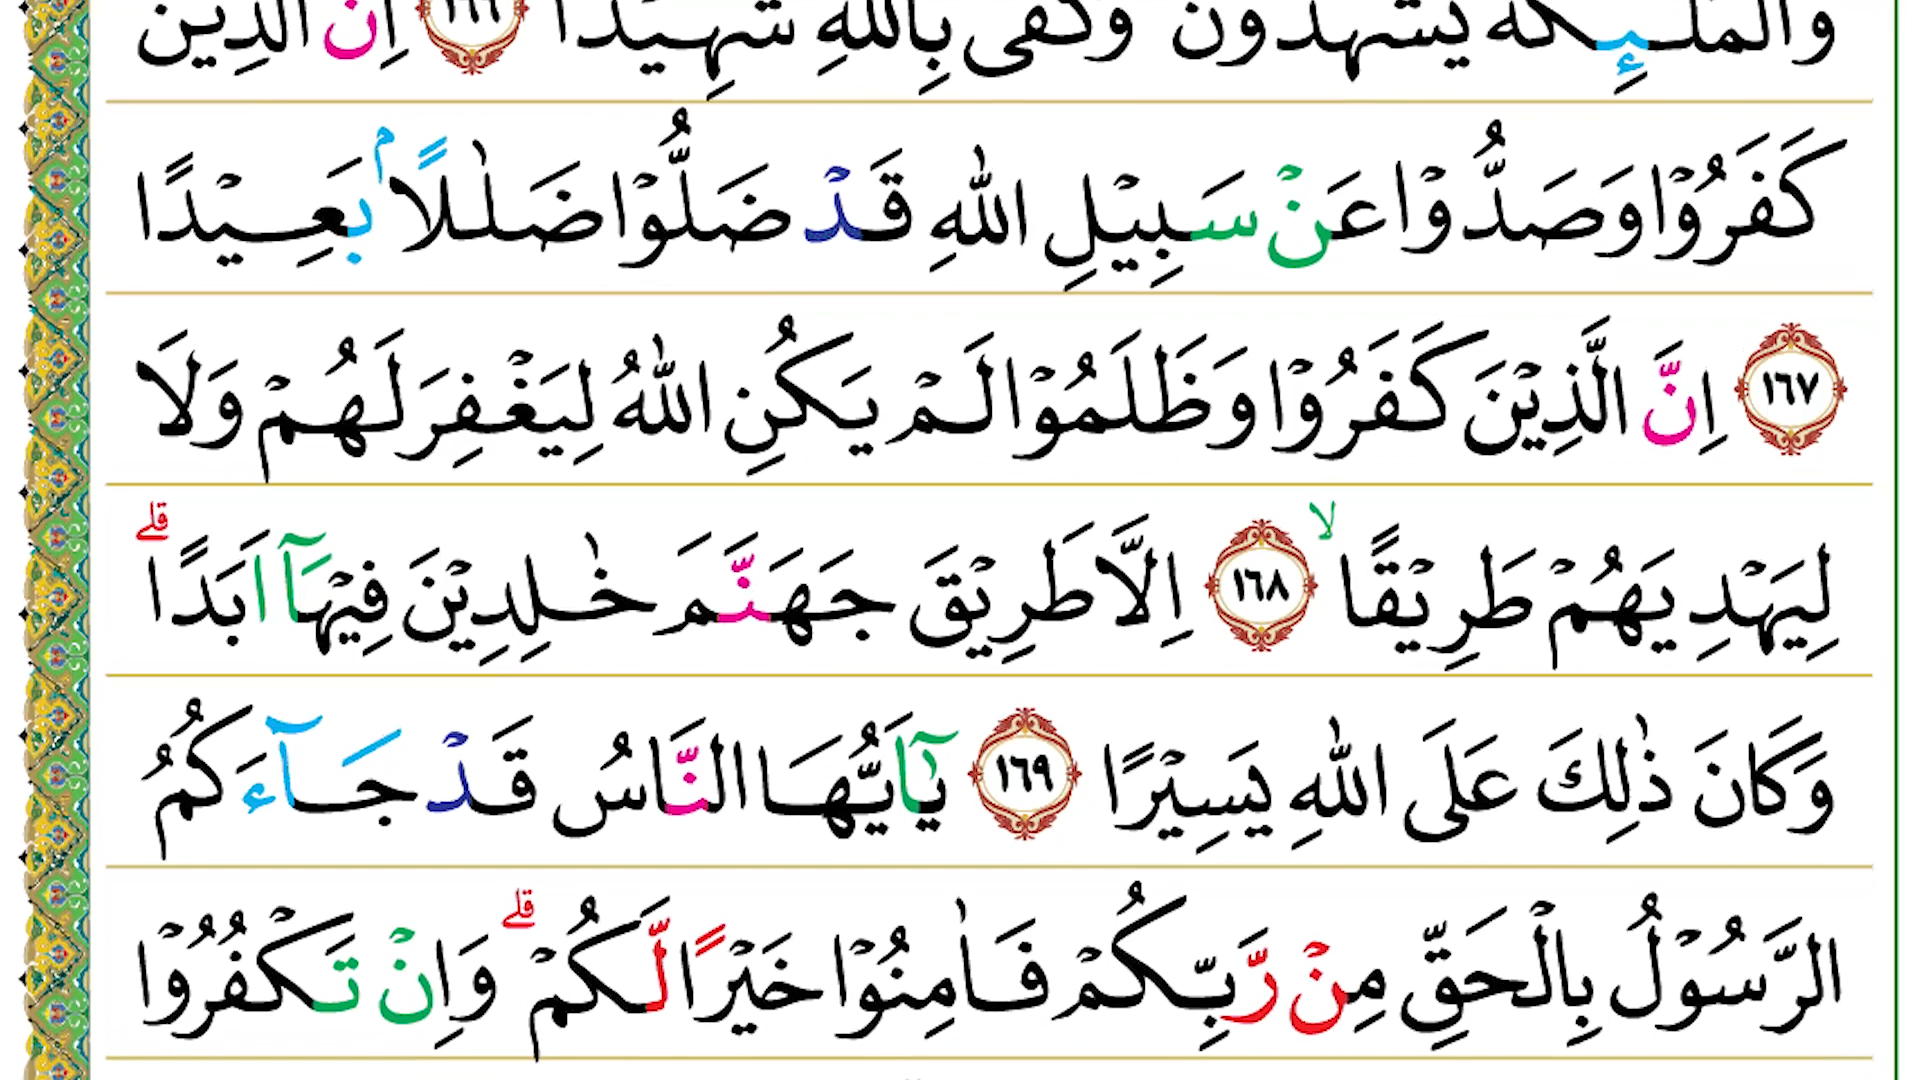 وَالْمَلٰٓئِكَةُ يَشْهَدُوْنَ وَكَفٰى بِاللّٰهِ شَهِيْدًا ١٦٦ اِنَّ الَّذِيْنَ
كَفَرُوْا وَصَدُّوْا عَنْ سَبِيْلِ اللّٰهِ قَدْ ضَلُّوْا ضَلٰلًاۢ بَعِيْدًا
١٦٧ اِنَّ الَّذِيْنَ كَفَرُوْا وَظَلَمُوْا لَمْ يَكُنِ اللّٰهُ لِيَغْفِرَ لَهُمْ وَلَا
لِيَهْدِيَهُمْ طَرِيْقًا ۙ ١٦٨ اِلَّا طَرِيْقَ جَهَنَّمَ خٰلِدِيْنَ فِيْهَآ اَبَدًا ۗ
وَكَانَ ذٰلِكَ عَلَى اللّٰهِ يَسِيْرًا ١٦٩ يٰٓاَيُّهَا النَّاسُ قَدْ جَآءَكُمُ
الرَّسُوْلُ بِالْحَقِّ مِنْ رَّبِّكُمْ فَاٰمِنُوْا خَيْرًا لَّكُمْ ۗ وَاِنْ تَكْفُرُوْا